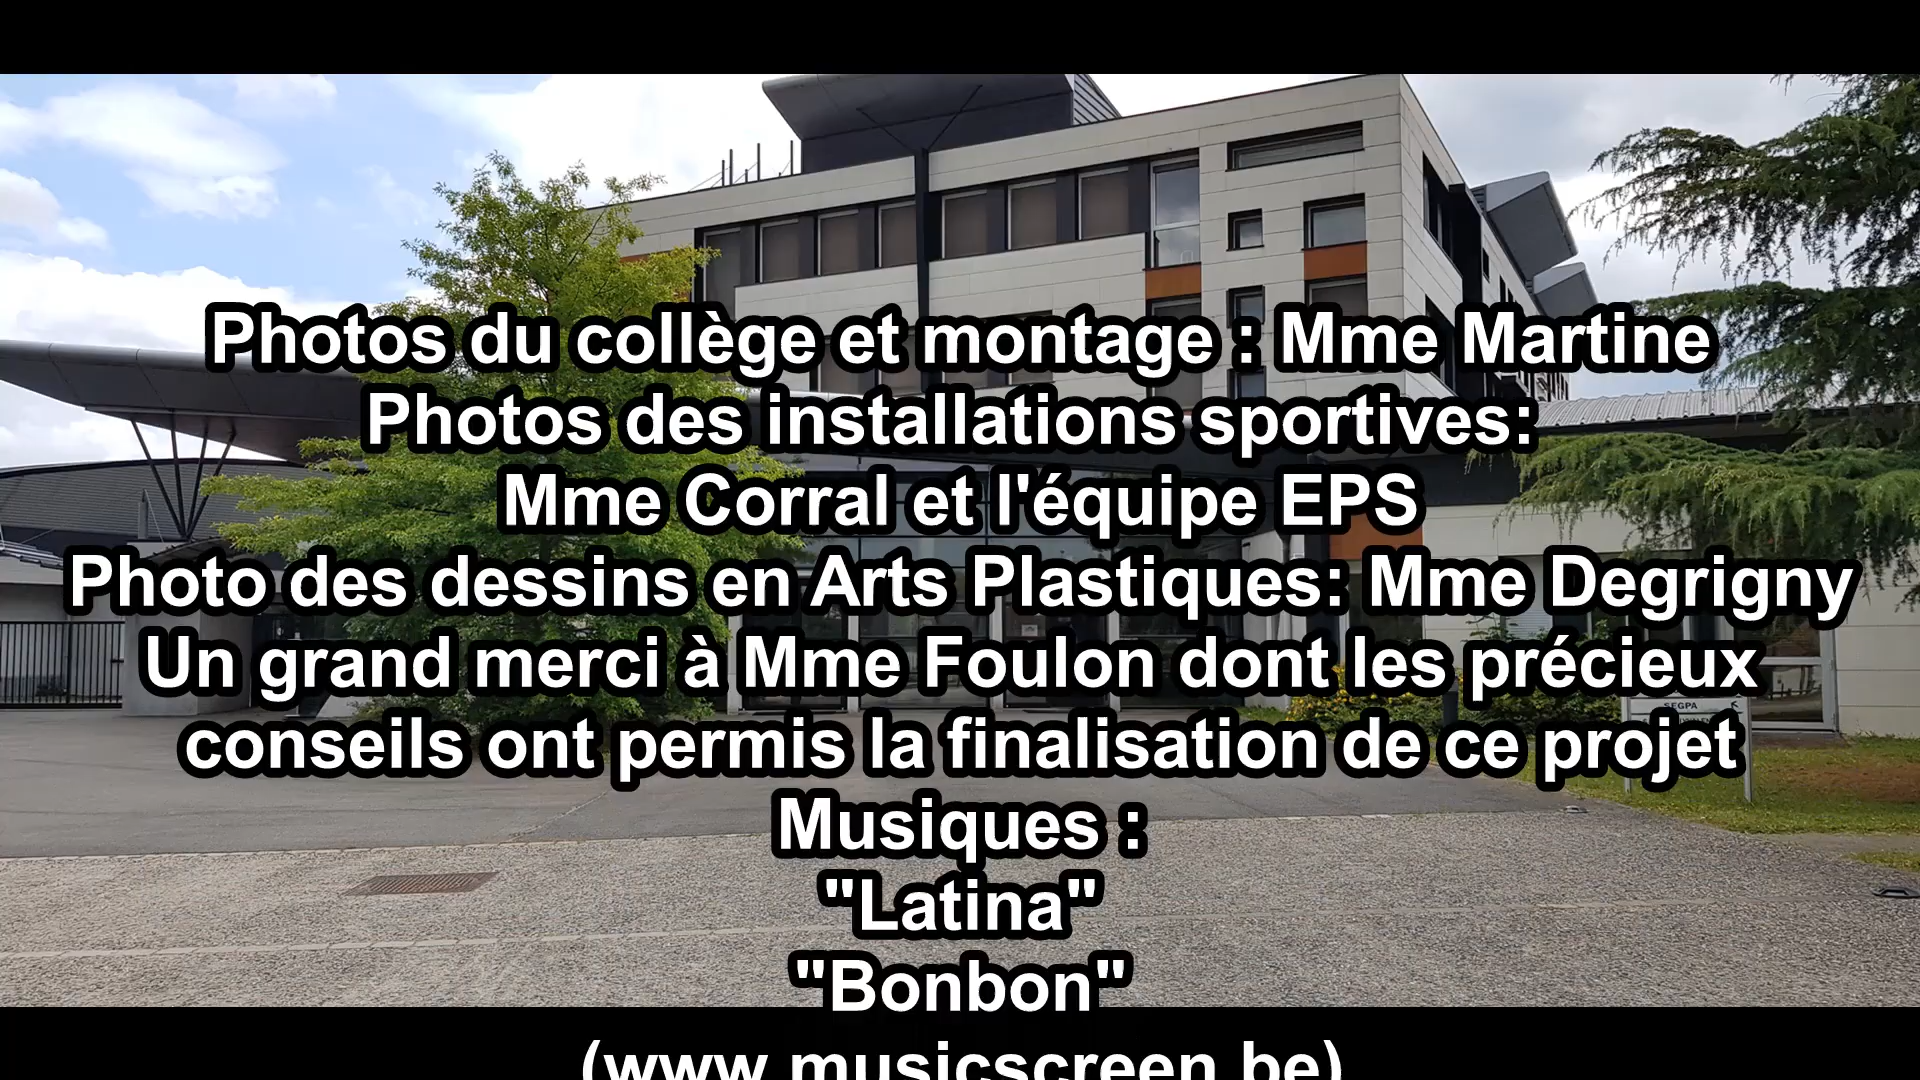 Photos du collège et montage : Mme Martine
Photos des installations sportives:
Mme Corral et l'équipe EPS
Photo des dessins en Arts Plastiques: Mme Degrigny
Un grand merci à Mme Foulon dont les précieux
conseils ont permis la finalisation de ce projet
Musiques :
"Latina"
"Bonbon"
(www.musicscreen.be)
SEGPA